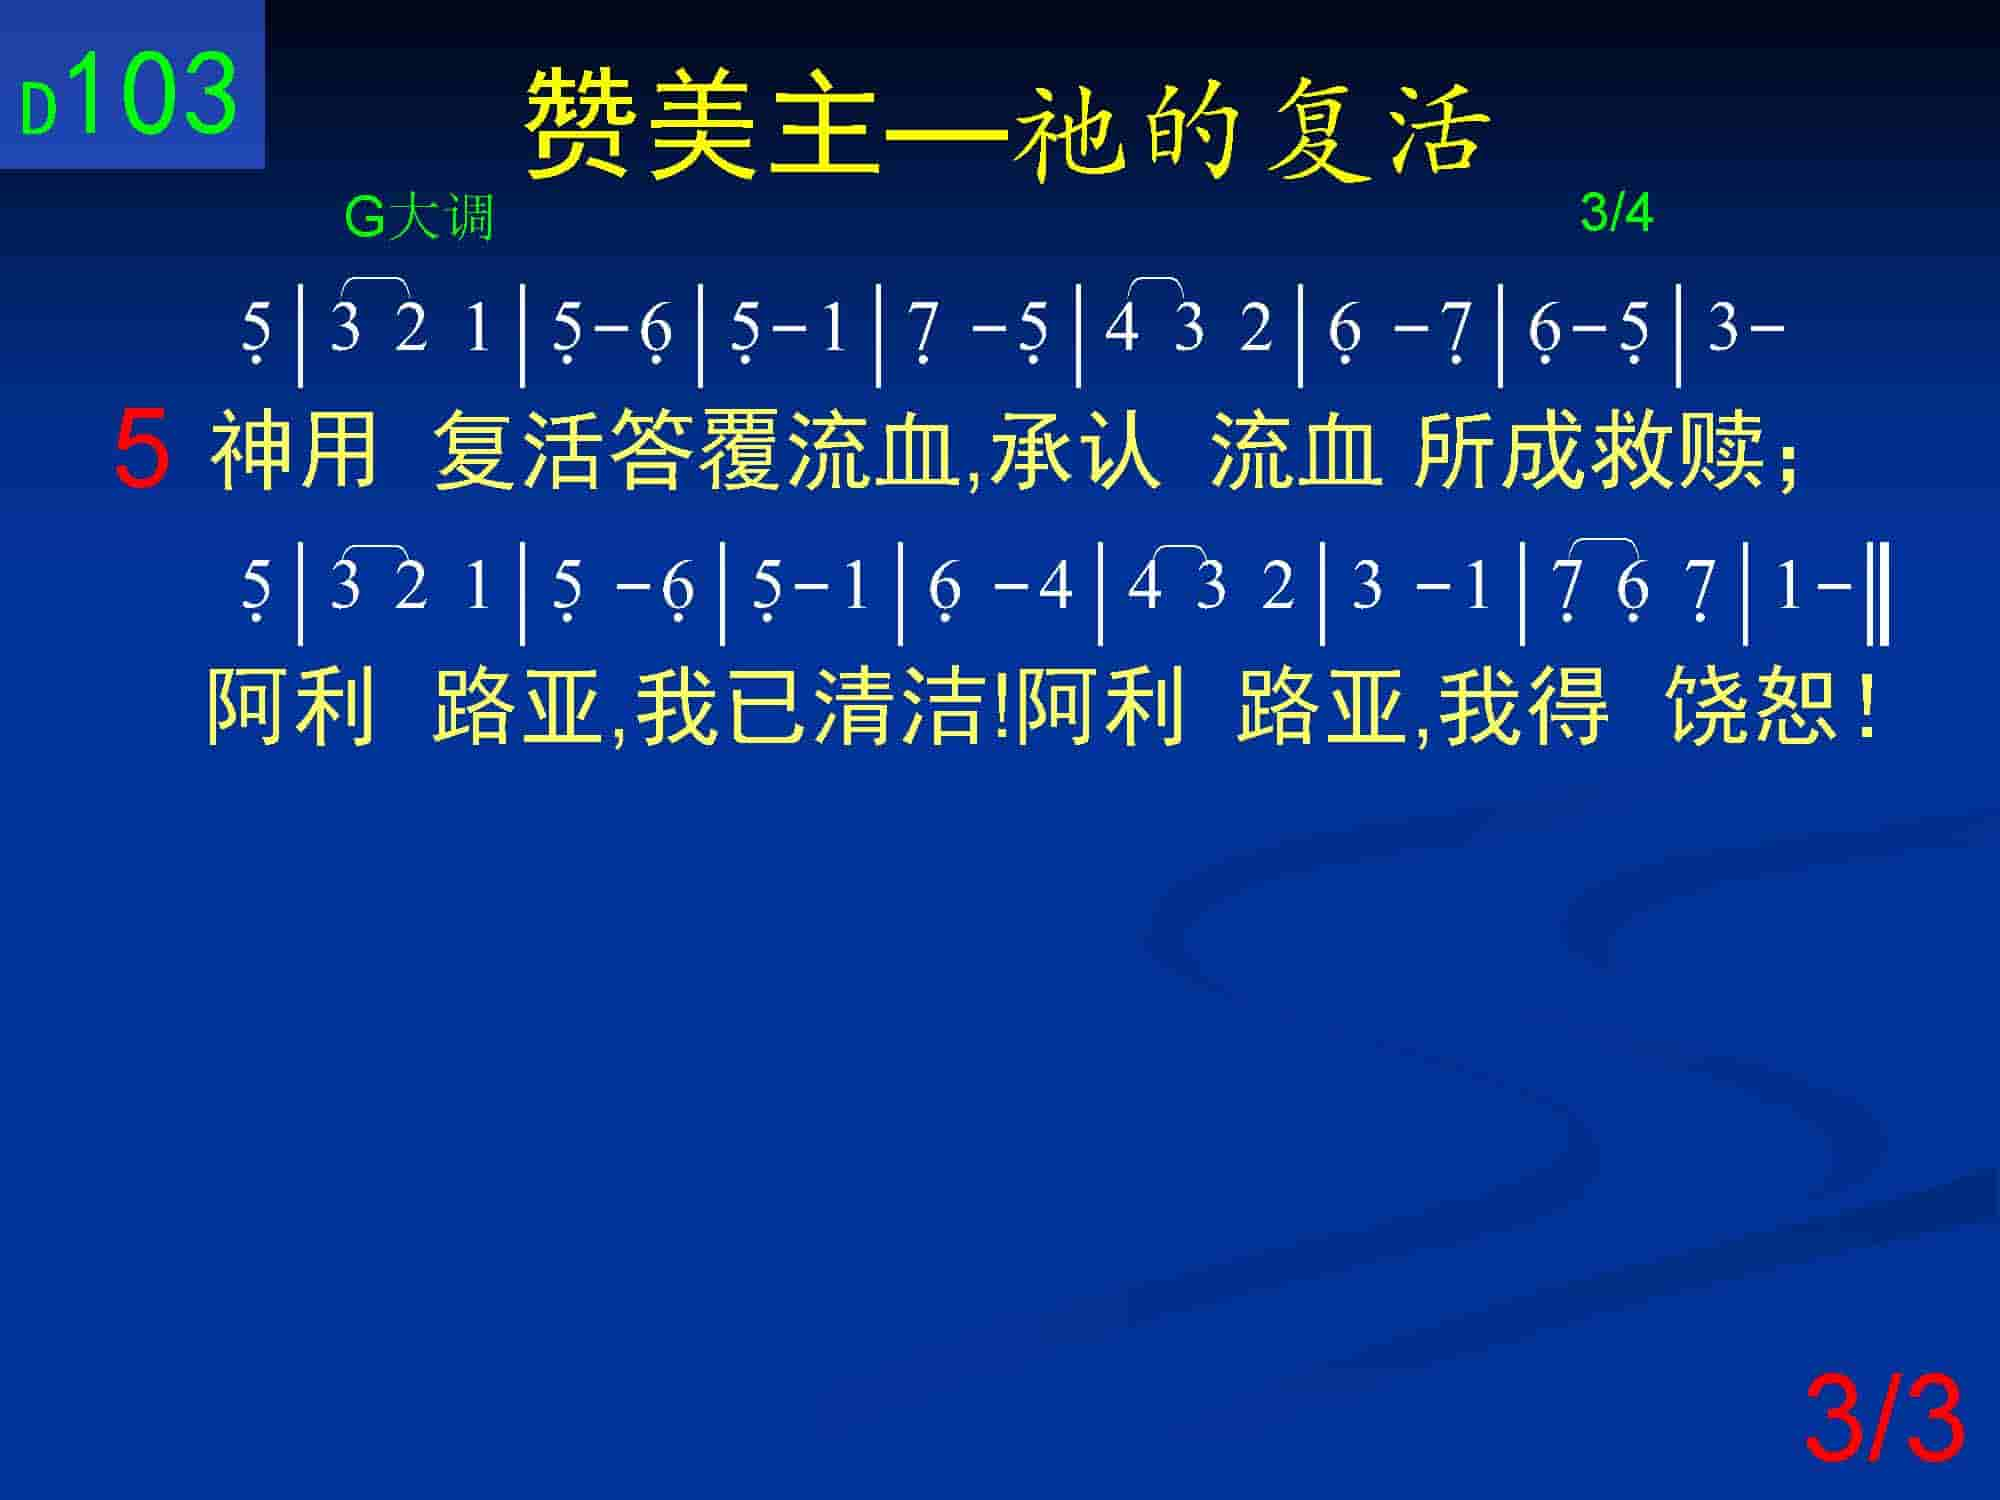 D103
赞美主—祂的复活
G大调 3/4
5̣ | 3 2 1 | 5̣ – 6̣ | 5̣ – 1 | 7̣ – 5̣ | 4 3 2 | 6̣ – 7̣ | 6̣ – 5̣ | 3 –
5 神用 复活答覆流血,承认 流血 所成救赎；
5̣ | 3 2 1 | 5̣ – 6̣ | 5̣ – 1 | 6̣ – 4 | 4 3 2 | 3 – 1 | 7̣ 6̣ 7̣ | 1 – ‖
阿利 路亚,我已清洁!阿利 路亚,我得 饶恕！
3/3